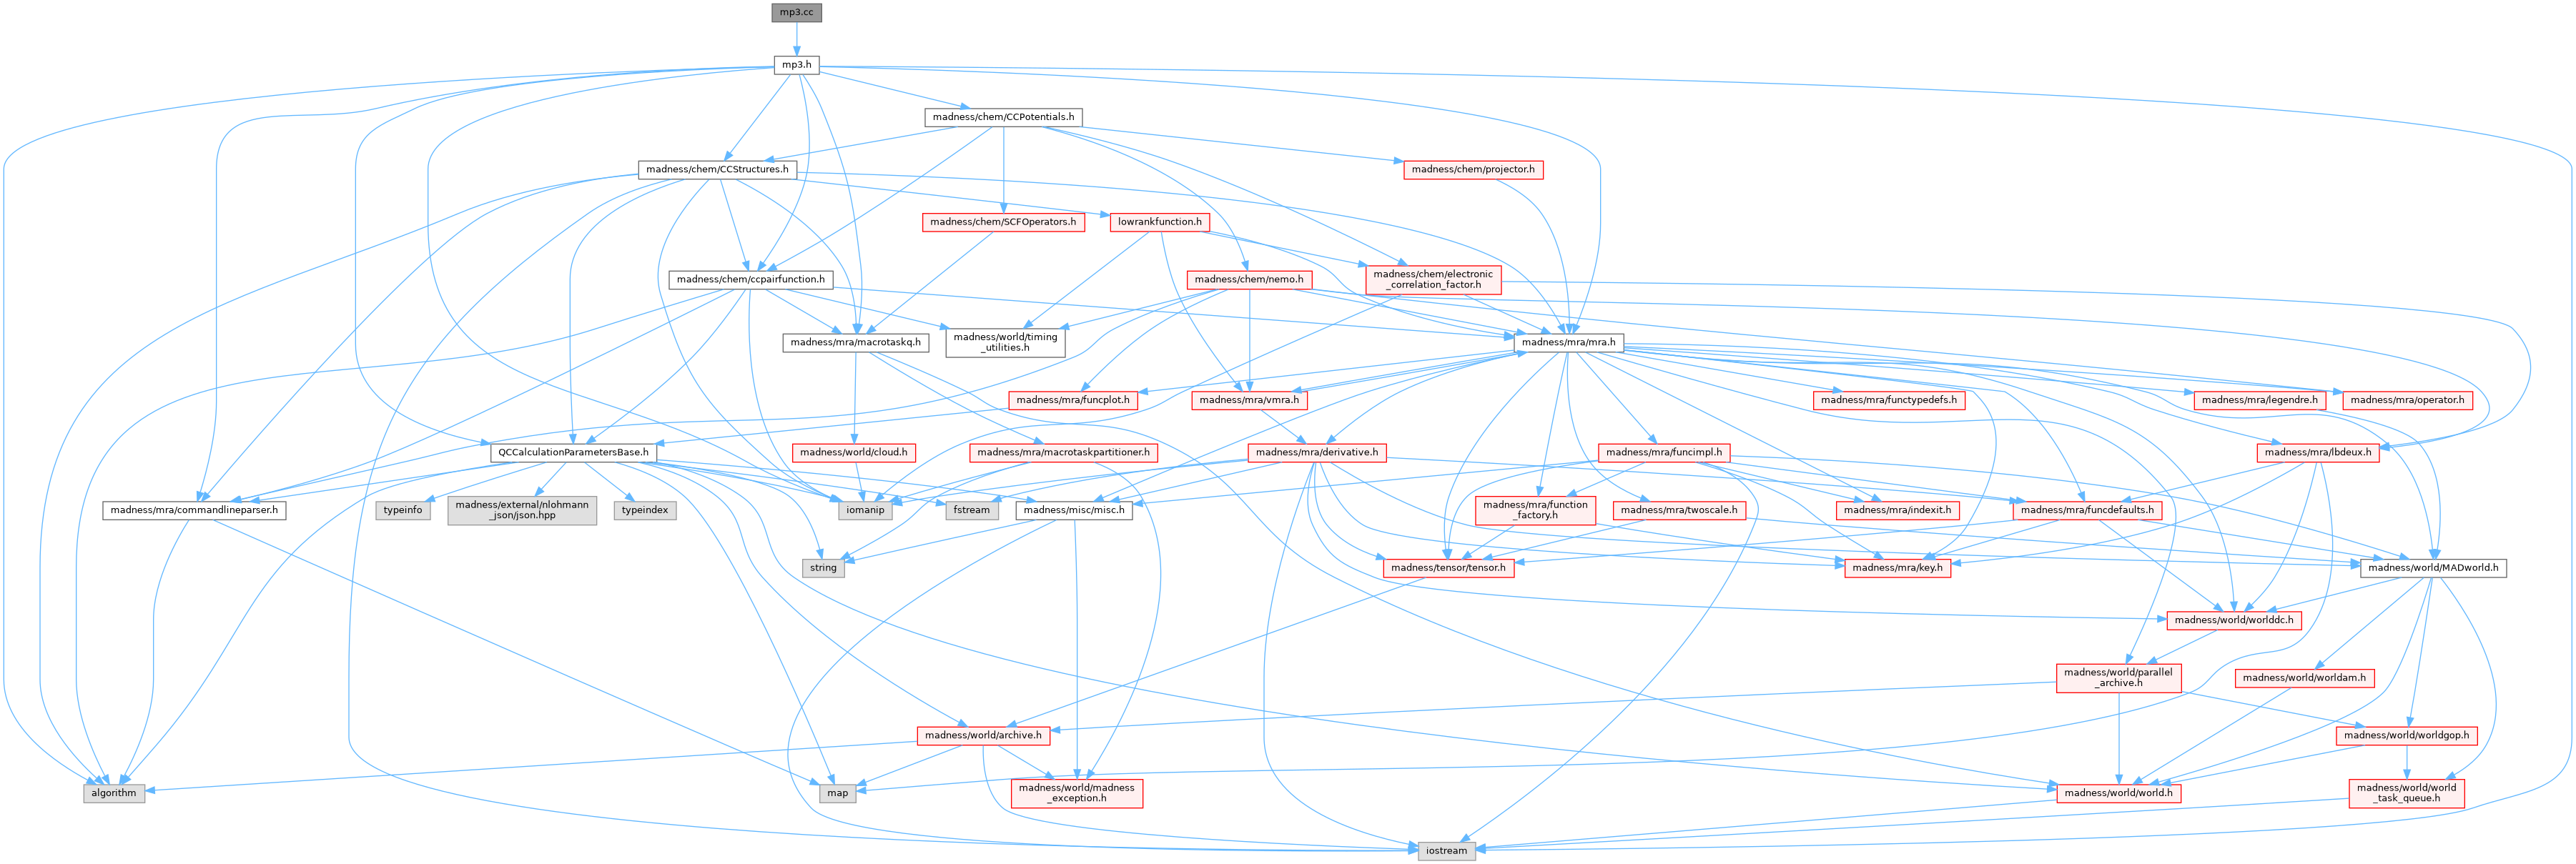 mp3.cc
mp3.h
madness/chem/CCPotentials.h
madness/chem/CCStructures.h
madness/chem/projector.h
madness/chem/SCFOperators.h
lowrankfunction.h
madness/chem/ccpairfunction.h
madness/chem/nemo.h
madness/chem/electronic
_correlation_factor.h
madness/mra/macrotaskq.h
madness/world/timing
_utilities.h
madness/mra/mra.h
madness/mra/funcplot.h
madness/mra/vmra.h
madness/mra/functypedefs.h
madness/mra/legendre.h
madness/mra/operator.h
QCCalculationParametersBase.h
madness/world/cloud.h
madness/mra/macrotaskpartitioner.h
madness/mra/derivative.h
madness/mra/funcimpl.h
madness/mra/lbdeux.h
madness/mra/commandlineparser.h
typeinfo
madness/external/nlohmann
_json/json.hpp
typeindex
iomanip
fstream
madness/misc/misc.h
madness/mra/function
_factory.h
madness/mra/twoscale.h
madness/mra/indexit.h
madness/mra/funcdefaults.h
string
madness/tensor/tensor.h
madness/mra/key.h
madness/world/MADworld.h
madness/world/worlddc.h
madness/world/parallel
_archive.h
madness/world/worldam.h
madness/world/archive.h
madness/world/worldgop.h
algorithm
map
madness/world/madness
_exception.h
madness/world/world.h
madness/world/world
_task_queue.h
iostream